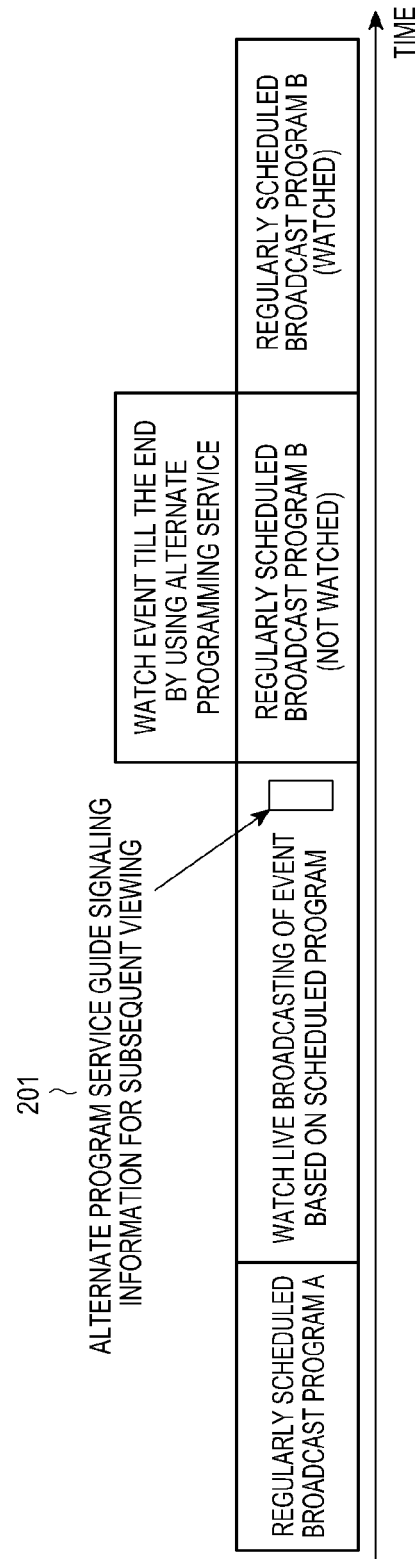 201
ALTERNATE PROGRAM SERVICE GUIDE SIGNALING
INFORMATION FOR SUBSEQUENT VIEWING
WATCH EVENT TILL THE END
BY USING ALTERNATE
PROGRAMMING SERVICE
REGULARLY SCHEDULED
BROADCAST PROGRAM A
WATCH LIVE BROADCASTING OF EVENT
BASED ON SCHEDULED PROGRAM
REGULARLY SCHEDULED
BROADCAST PROGRAM B
(NOT WATCHED)
REGULARLY SCHEDULED
BROADCAST PROGRAM B
(WATCHED)
TIME